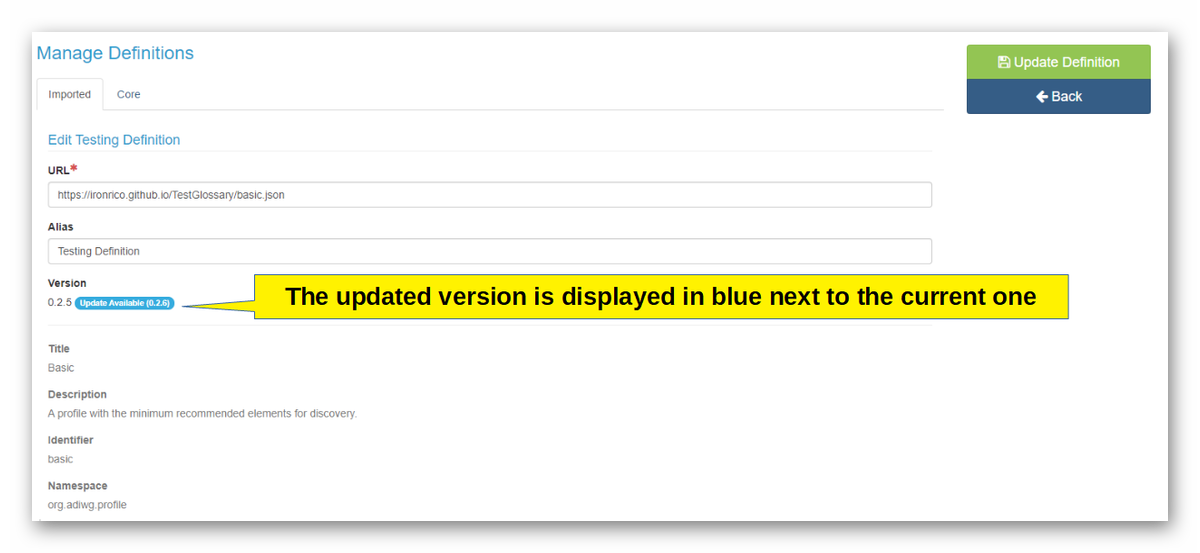 Manage Definitions
Update Definition
Back
Imported Core
Edit Testing Definition
URL*
https://ironrico.github.io/TestGlossary/basic.json
Alias
Testing Definition
Version
0.2.5 Update Available (0.2.6)
The updated version is displayed in blue next to the current one
Title
Basic
Description
A profile with the minimum recommended elements for discovery.
Identifier
basic
Namespace
org.adiwg.profile